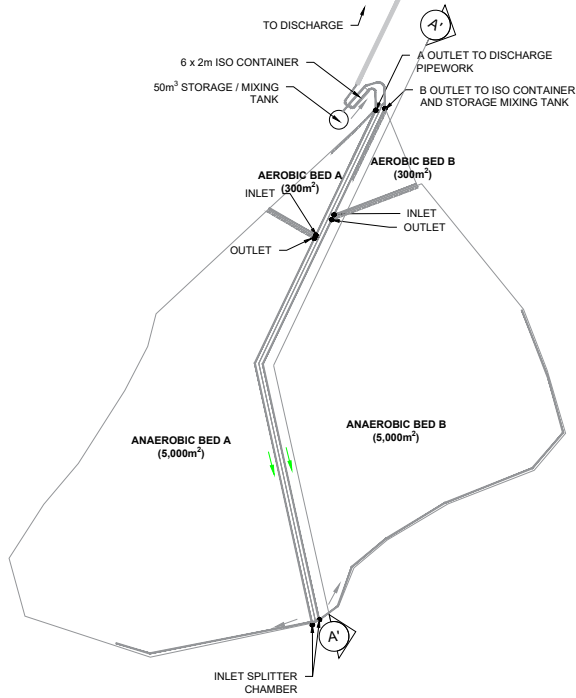 TO DISCHARGE
A'
6 x 2m ISO CONTAINER
A OUTLET TO DISCHARGE
PIPEWORK
50m³ STORAGE / MIXING
TANK
B OUTLET TO ISO CONTAINER
AND STORAGE MIXING TANK
AEROBIC BED A
(300m²)
AEROBIC BED B
(300m²)
INLET
OUTLET
INLET
OUTLET
ANAEROBIC BED A
(5,000m²)
ANAEROBIC BED B
(5,000m²)
A'
INLET SPLITTER
CHAMBER